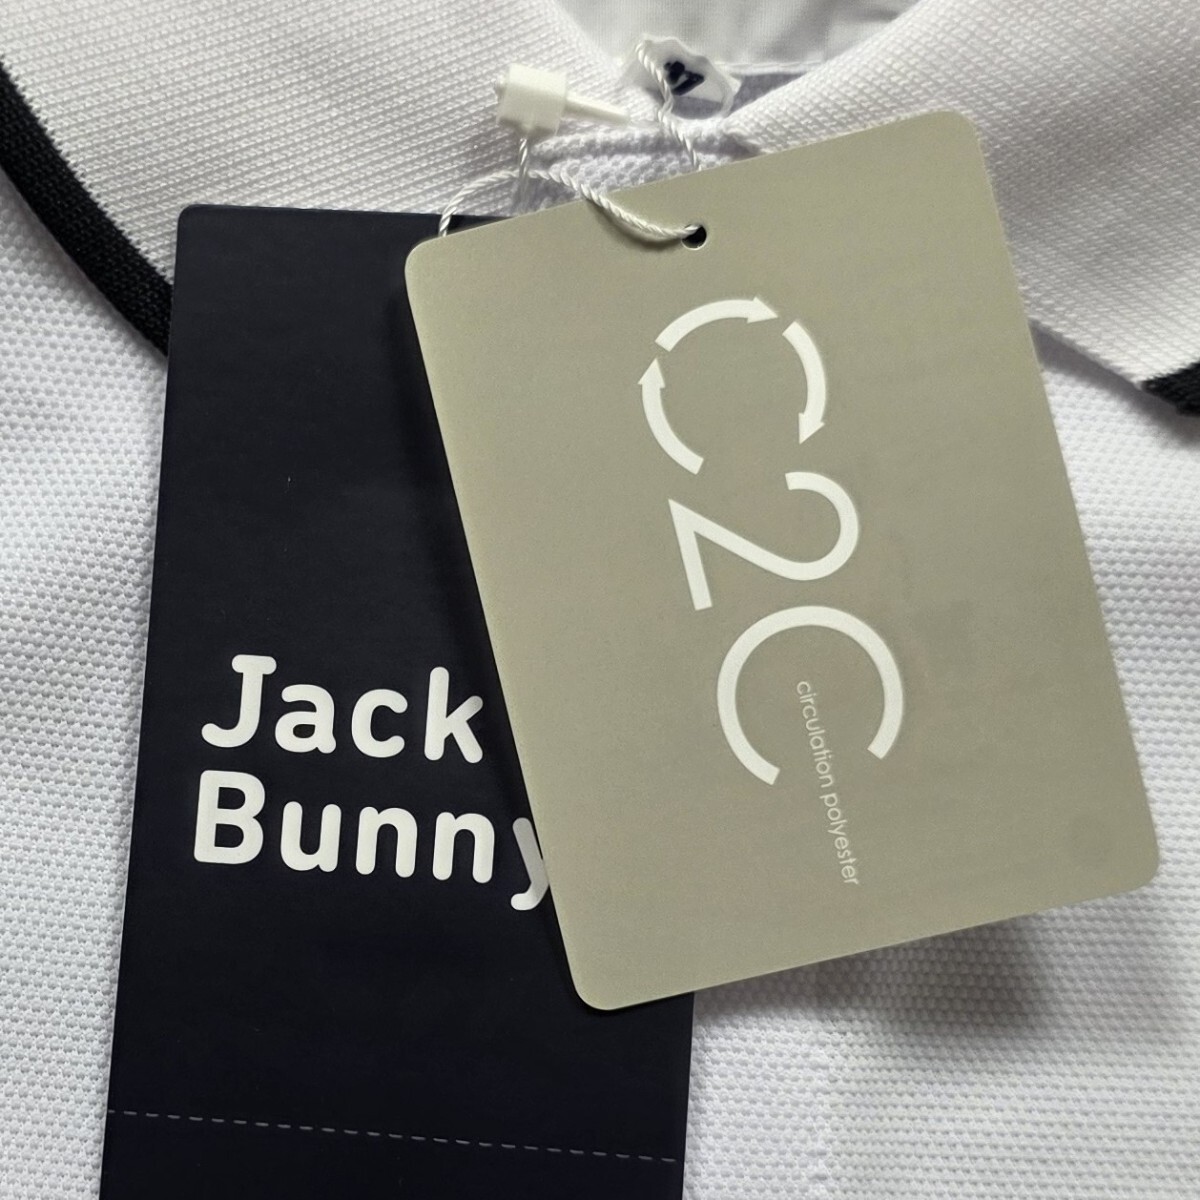 Jack
Bunny
C2C
circulation polyester